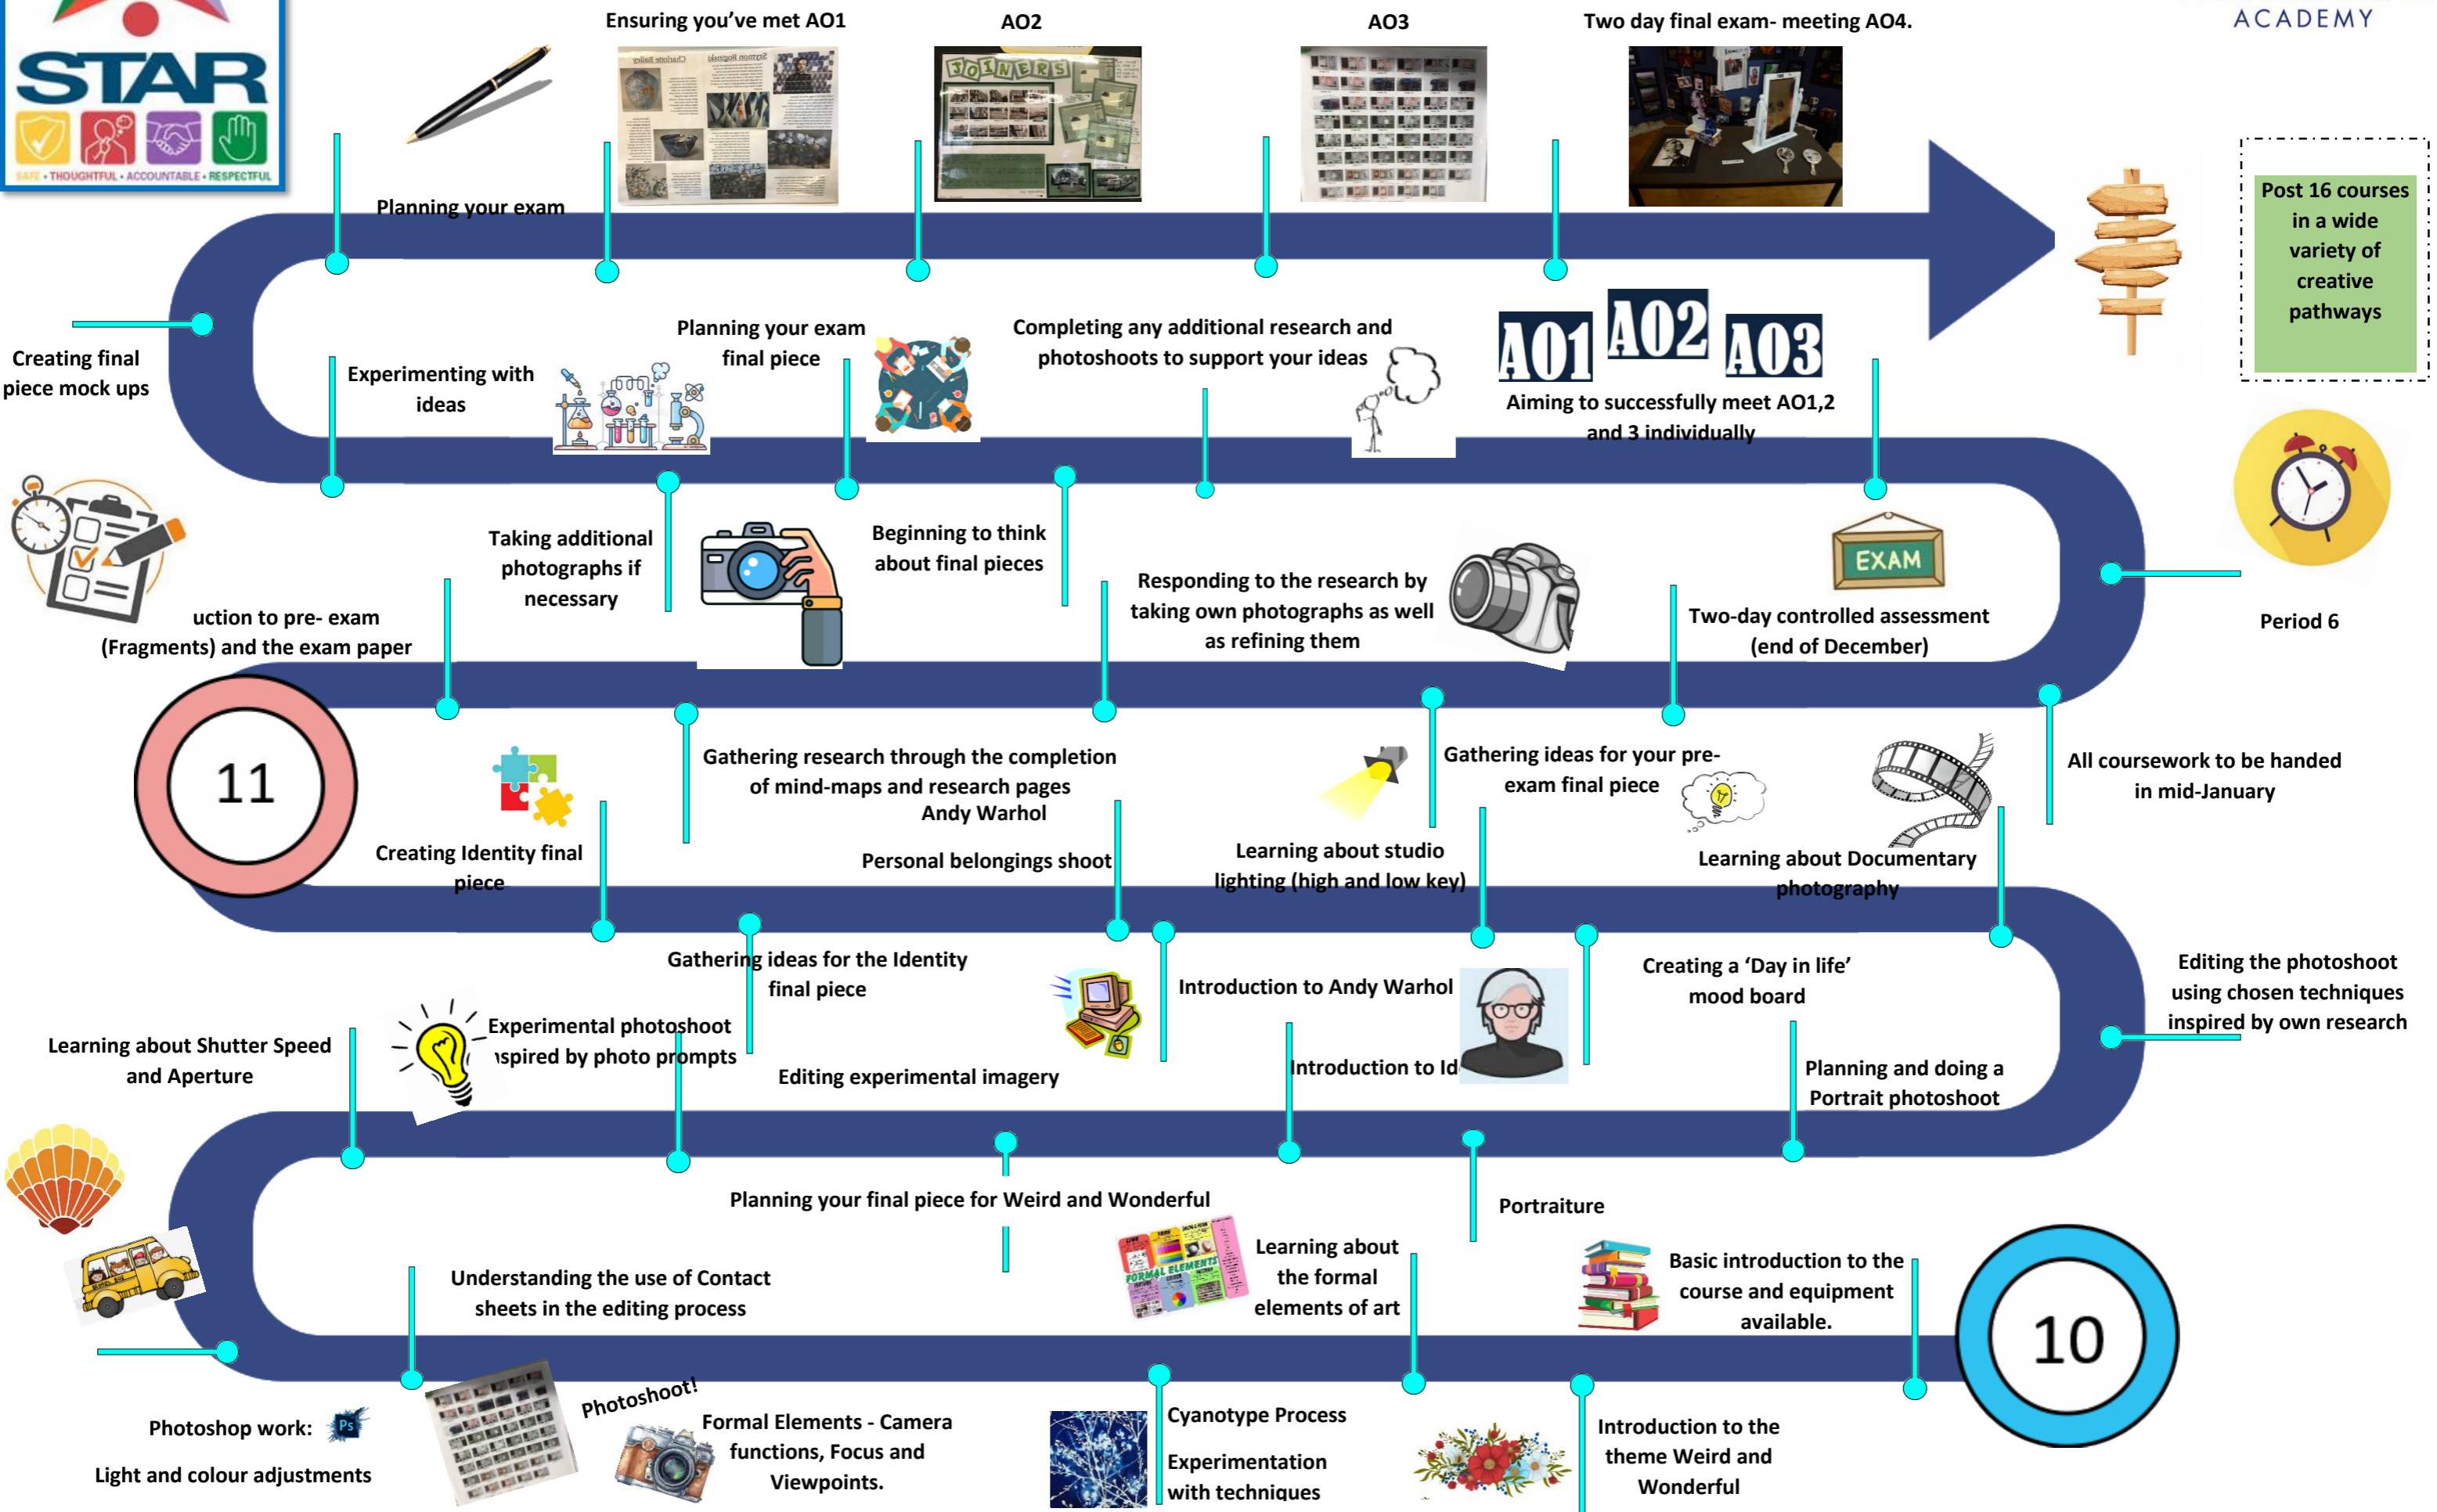 ACADEMY
STAR
SAFE • THOUGHTFUL • ACCOUNTABLE • RESPECTFUL
Ensuring you've met AO1
AO2
AO3
Two day final exam- meeting AO4.
Charlotte Bailey
Szymon Roginski
JOINERS
Planning your exam
Post 16 courses
in a wide
variety of
creative
pathways
Creating final
piece mock ups
Experimenting with
ideas
Planning your exam
final piece
Completing any additional research and
photoshoots to support your ideas
AO1 AO2 AO3
Aiming to successfully meet AO1,2
and 3 individually
Period 6
uction to pre- exam
(Fragments) and the exam paper
Taking additional
photographs if
necessary
Beginning to think
about final pieces
Responding to the research by
taking own photographs as well
as refining them
EXAM
Two-day controlled assessment
(end of December)
11
Gathering research through the completion
of mind-maps and research pages
Andy Warhol
Gathering ideas for your pre-
exam final piece
All coursework to be handed
in mid-January
Creating Identity final
piece
Personal belongings shoot
Learning about studio
lighting (high and low key)
Learning about Documentary
photography
Gathering ideas for the Identity
final piece
Introduction to Andy Warhol
Creating a 'Day in life'
mood board
Editing the photoshoot
using chosen techniques
inspired by own research
Learning about Shutter Speed
and Aperture
Experimental photoshoot
nspired by photo prompts
Editing experimental imagery
Introduction to Id
Planning and doing a
Portrait photoshoot
Planning your final piece for Weird and Wonderful
Portraiture
Understanding the use of Contact
sheets in the editing process
FORMAL ELEMENTS
Learning about
the formal
elements of art
Basic introduction to the
course and equipment
available.
10
Photoshop work:
Ps
Light and colour adjustments
Photoshoot!
Formal Elements - Camera
functions, Focus and
Viewpoints.
Cyanotype Process
Experimentation
with techniques
Introduction to the
theme Weird and
Wonderful